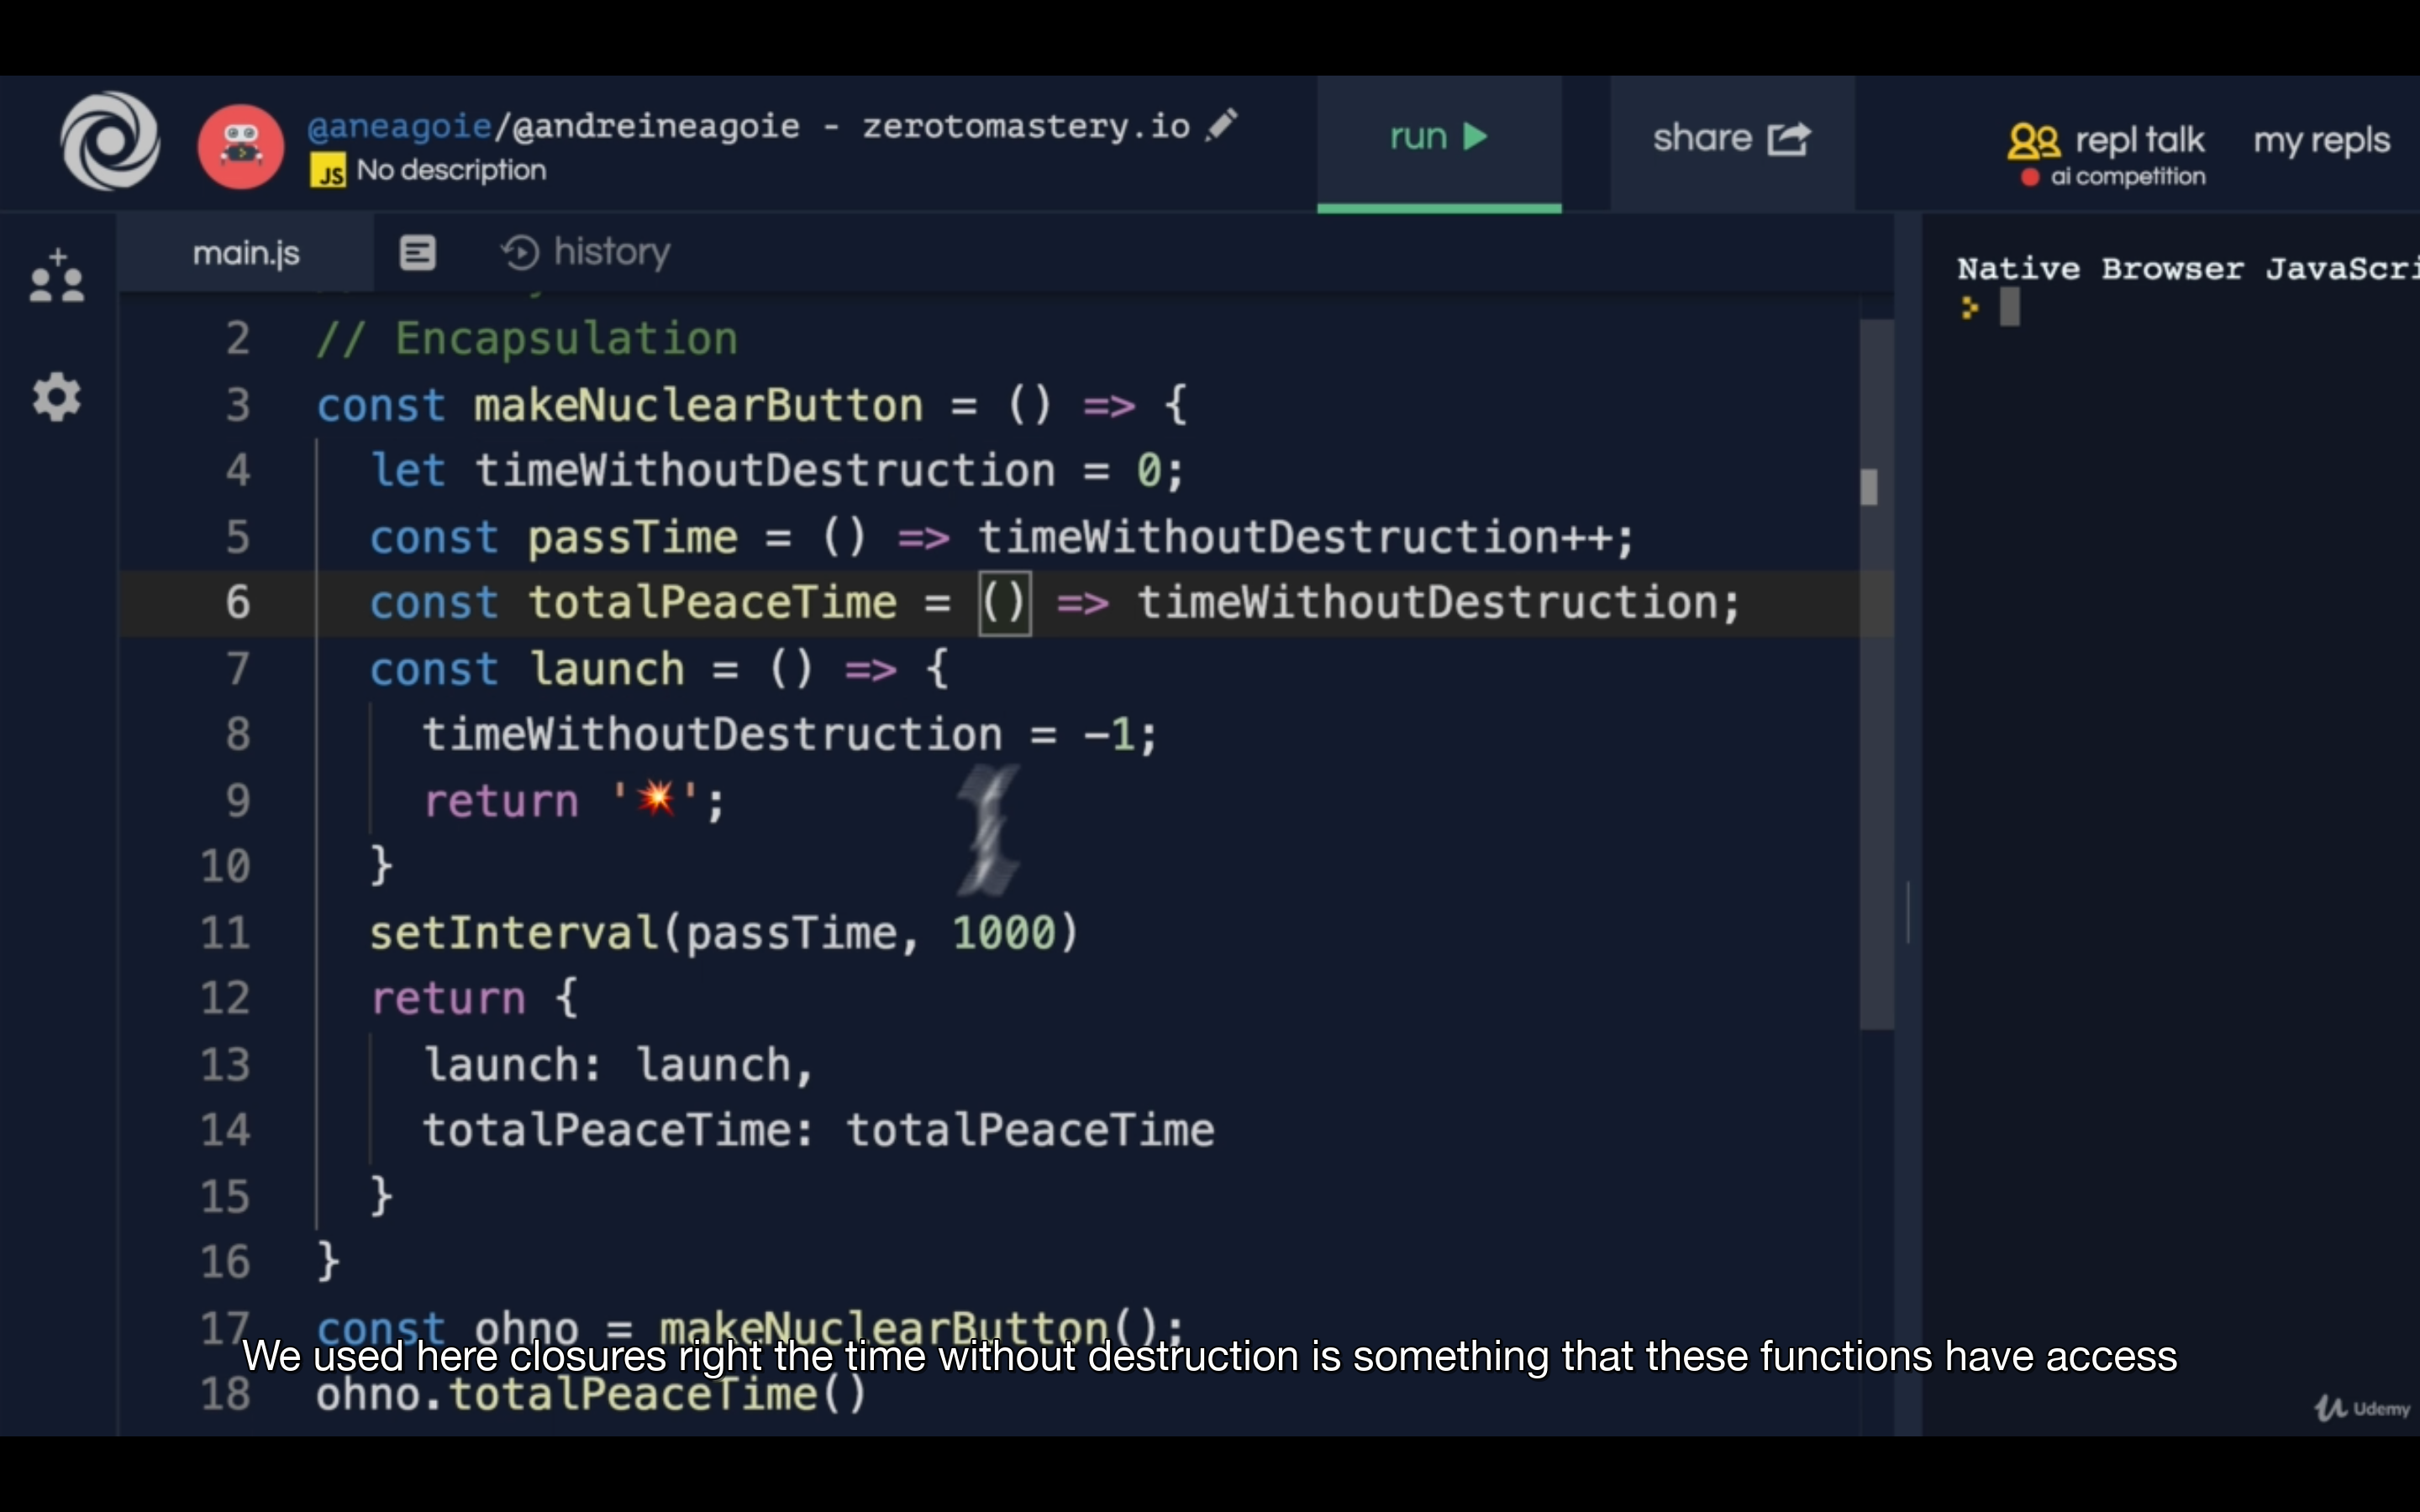 @aneagoie/@andreineagoie - zerotomastery.io
JS No description
run
share
repl talk
ai competition
my repls
main.js
history
Native Browser JavaScri
2 // Encapsulation
3 const makeNuclearButton = () => {
4 let timeWithoutDestruction = 0;
5 const passTime = () => timeWithoutDestruction++;
6 const totalPeaceTime = () => timeWithoutDestruction;
7 const launch = () => {
8 timeWithoutDestruction = -1;
9 return '💥';
10 }
11 setInterval(passTime, 1000)
12 return {
13 launch: launch,
14 totalPeaceTime: totalPeaceTime
15 }
16 }
17 const ohno = makeNuclearButton();
We used here closures right the time without destruction is something that these functions have access
18 ohno.totalPeaceTime()
Udemy